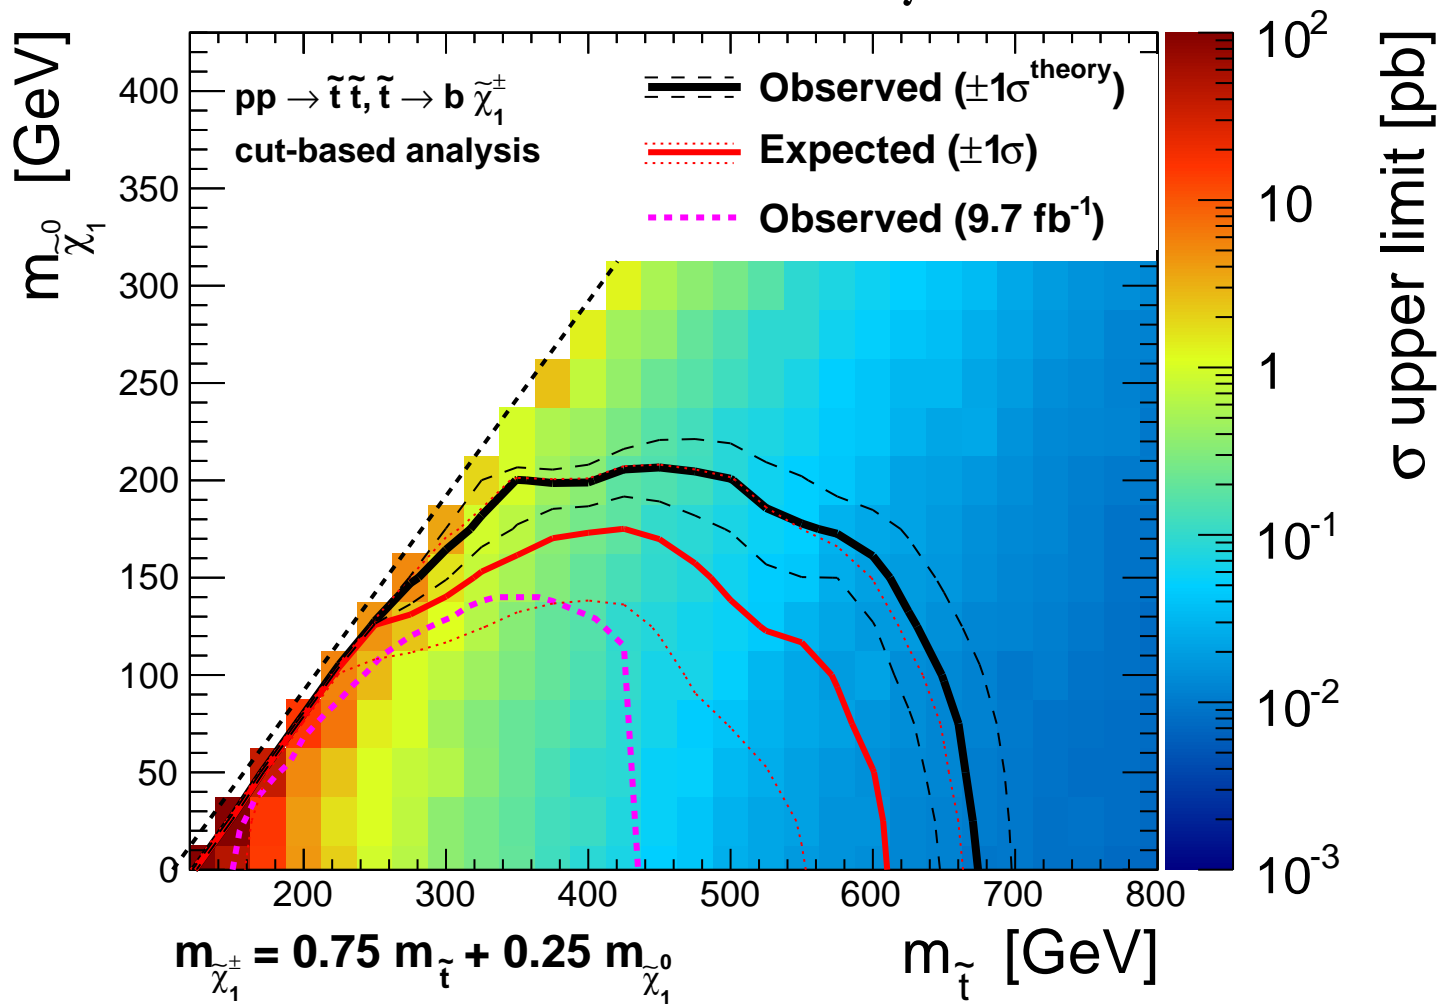 m_χ̃₁⁰ [GeV]
pp → t̃ t̃, t̃ → b χ̃₁^±
cut-based analysis
Observed (±1σ^theory)
Expected (±1σ)
Observed (9.7 fb⁻¹)
400
350
300
250
200
150
100
50
0
200 300 400 500 600 700 800
m_χ̃₁^± = 0.75 m_t̃ + 0.25 m_χ̃₁⁰
m_t̃ [GeV]
10²
10
1
10⁻¹
10⁻²
10⁻³
σ upper limit [pb]